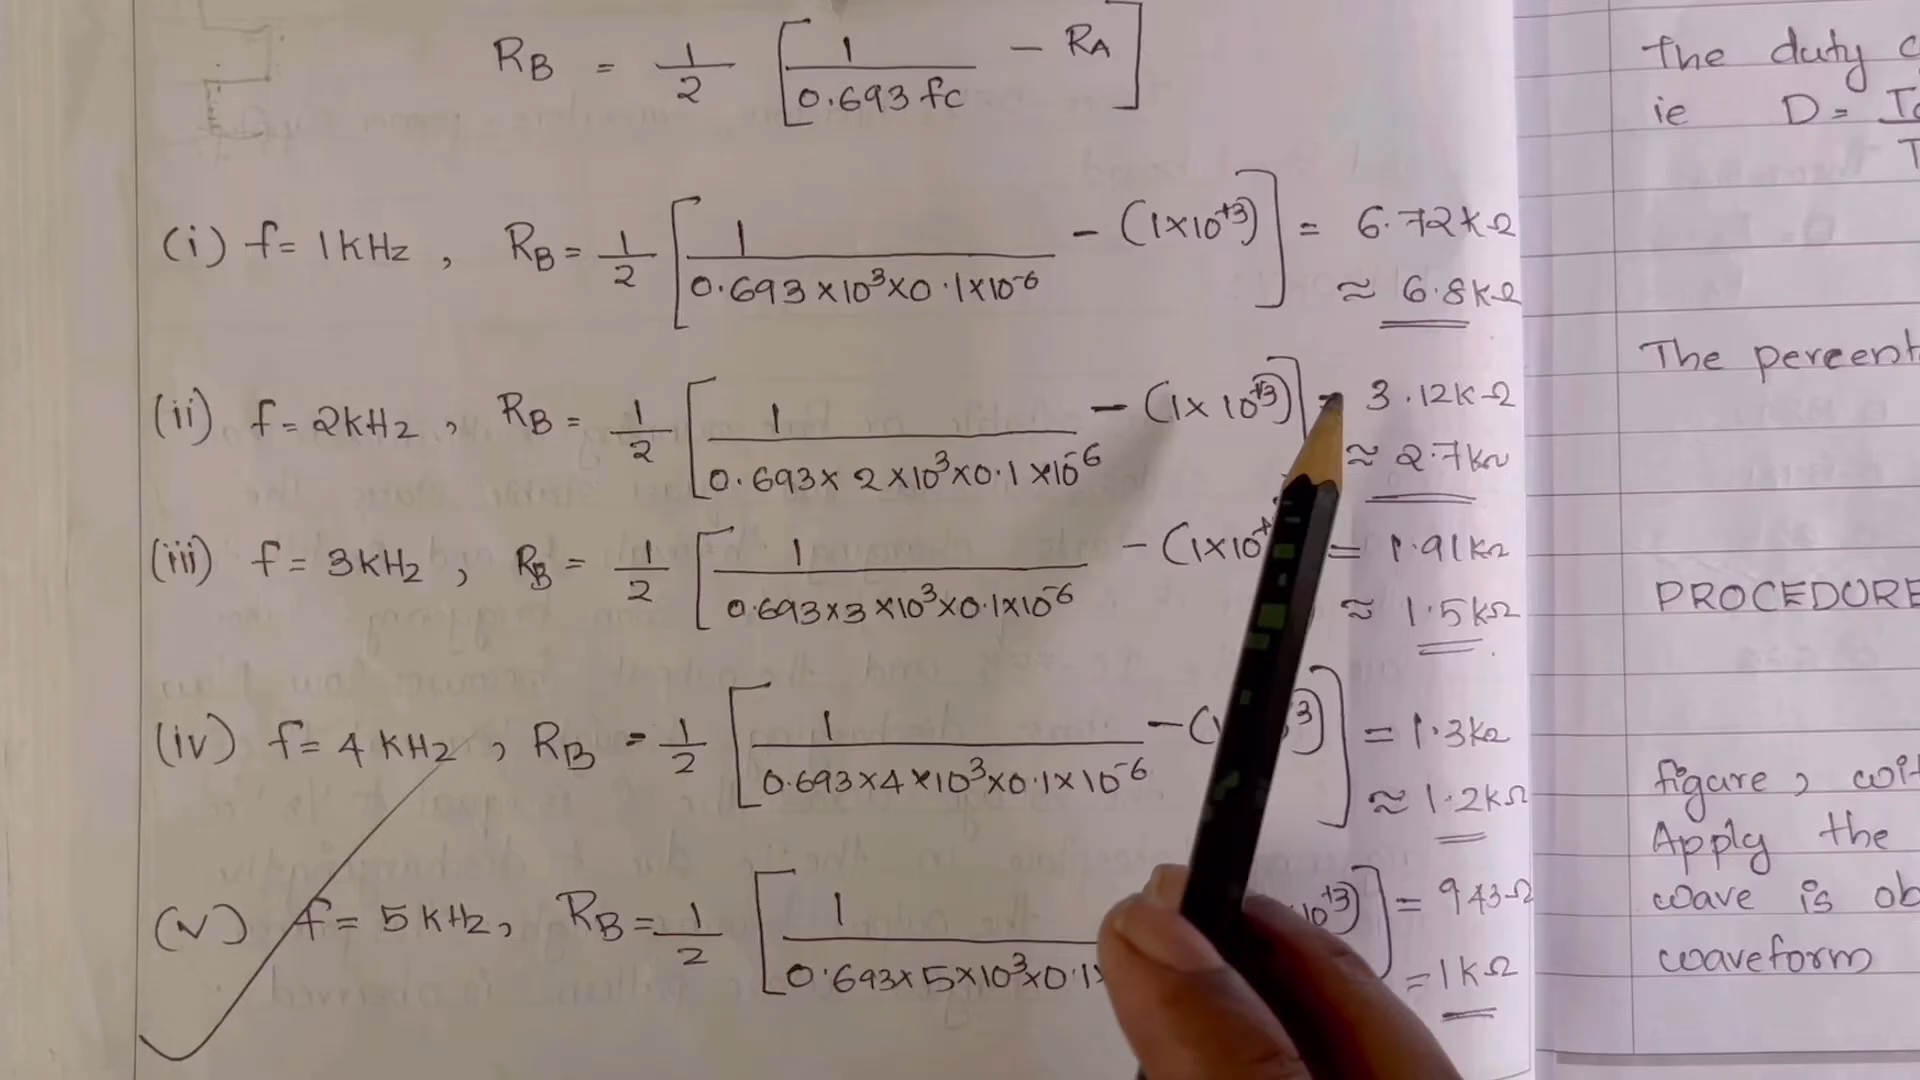 RB = 1/2 [ 1/0.693 fc - RA ]
(i) f= 1kHz , RB = 1/2 [ 1/0.693×10³×0.1×10⁻⁶ - (1×10⁺³) ] = 6.72kΩ
≈ 6.8kΩ
(ii) f= 2kHz , RB = 1/2 [ 1/0.693× 2×10³×0.1×10⁻⁶ - (1×10⁺³) ] = 3.12kΩ
≈ 2.7kΩ
(iii) f= 3kHz , RB = 1/2 [ 1/0.693×3×10³×0.1×10⁻⁶ - (1×10 = 1.91kΩ
≈ 1.5kΩ
(iv) f= 4kHz , RB = 1/2 [ 1/0.693×4×10³×0.1×10⁻⁶ -( 3) ] = 1.3kΩ
≈ 1.2kΩ
(v) f= 5kHz, RB = 1/2 [ 1/0.693×5×10³×0.1× ×10⁺³) ] = 943Ω
=1kΩ
The duty
ie D=
The
PROCEDURE
figure,
Apply the
wave is
waveform